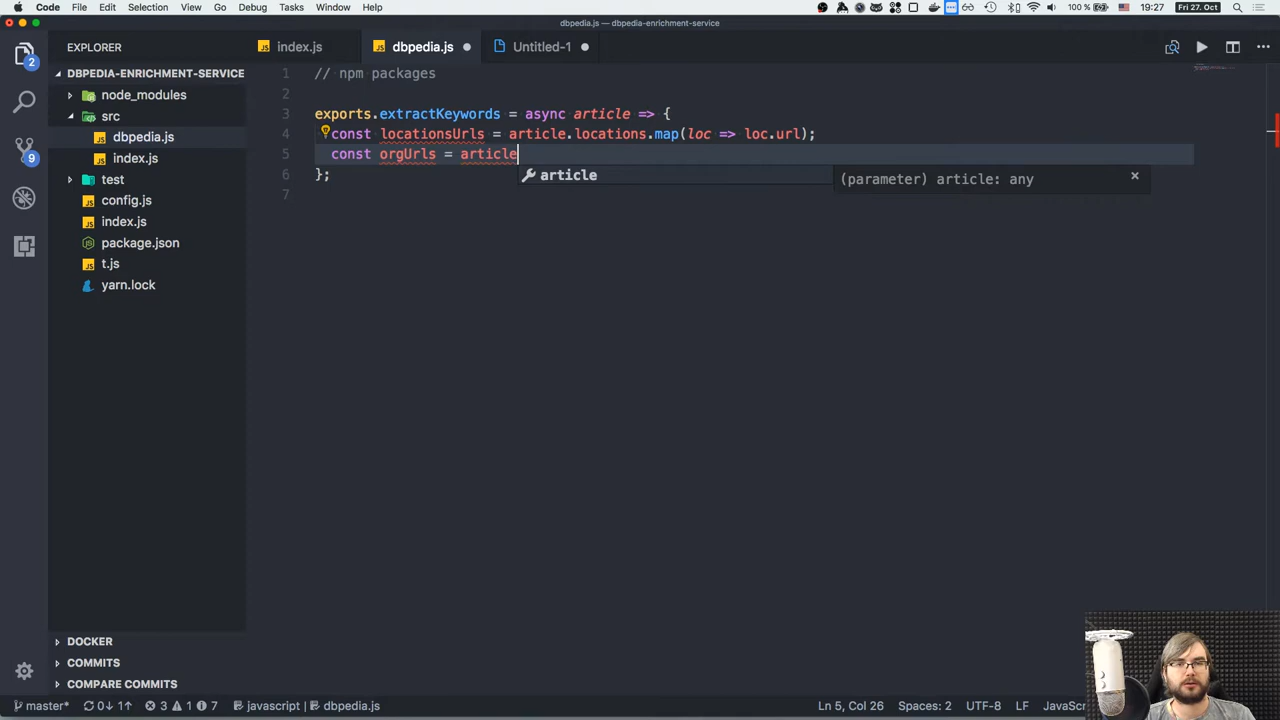 Code File Edit Selection View Go Debug Tasks Window Help 100 % 19:27 Fri 27. Oct
dbpedia.js — dbpedia-enrichment-service
EXPLORER
index.js dbpedia.js Untitled-1
DBPEDIA-ENRICHMENT-SERVICE
node_modules
src
dbpedia.js
index.js
test
config.js
index.js
package.json
t.js
yarn.lock
DOCKER
COMMITS
COMPARE COMMITS
2
9
1 // npm packages
2
3 exports.extractKeywords = async article => {
4 const locationsUrls = article.locations.map(loc => loc.url);
5 const orgUrls = article
6 };
7
article
(parameter) article: any
master* 0↓ 1↑ 3 1 7 javascript | dbpedia.js Ln 5, Col 26 Spaces: 2 UTF-8 LF JavaSc